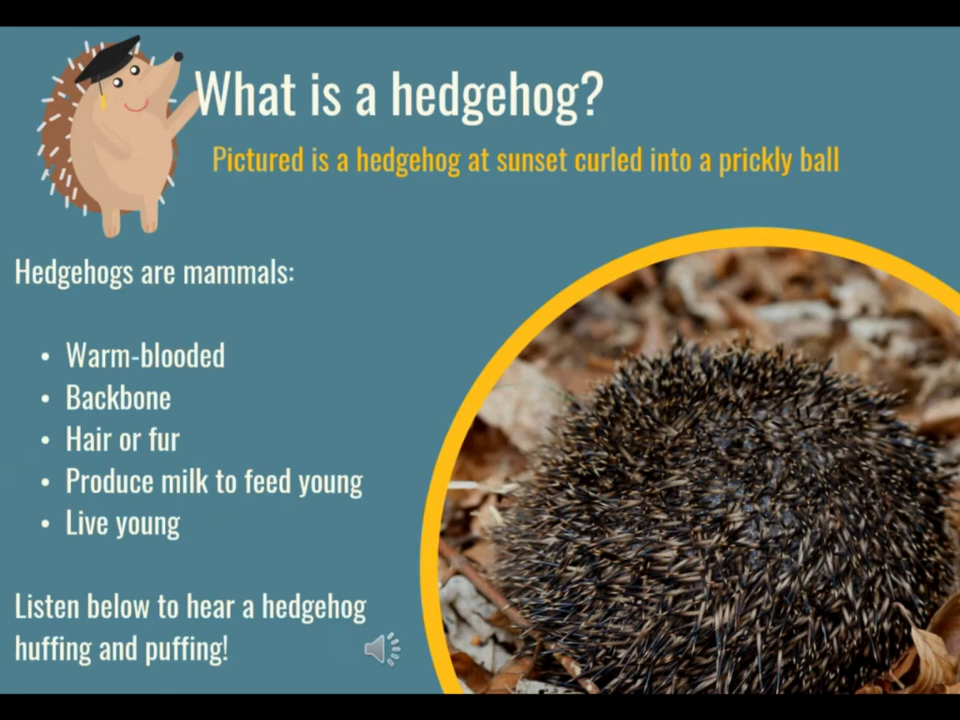 What is a hedgehog?
Pictured is a hedgehog at sunset curled into a prickly ball
Hedgehogs are mammals:
• Warm-blooded
• Backbone
• Hair or fur
• Produce milk to feed young
• Live young
Listen below to hear a hedgehog
huffing and puffing!